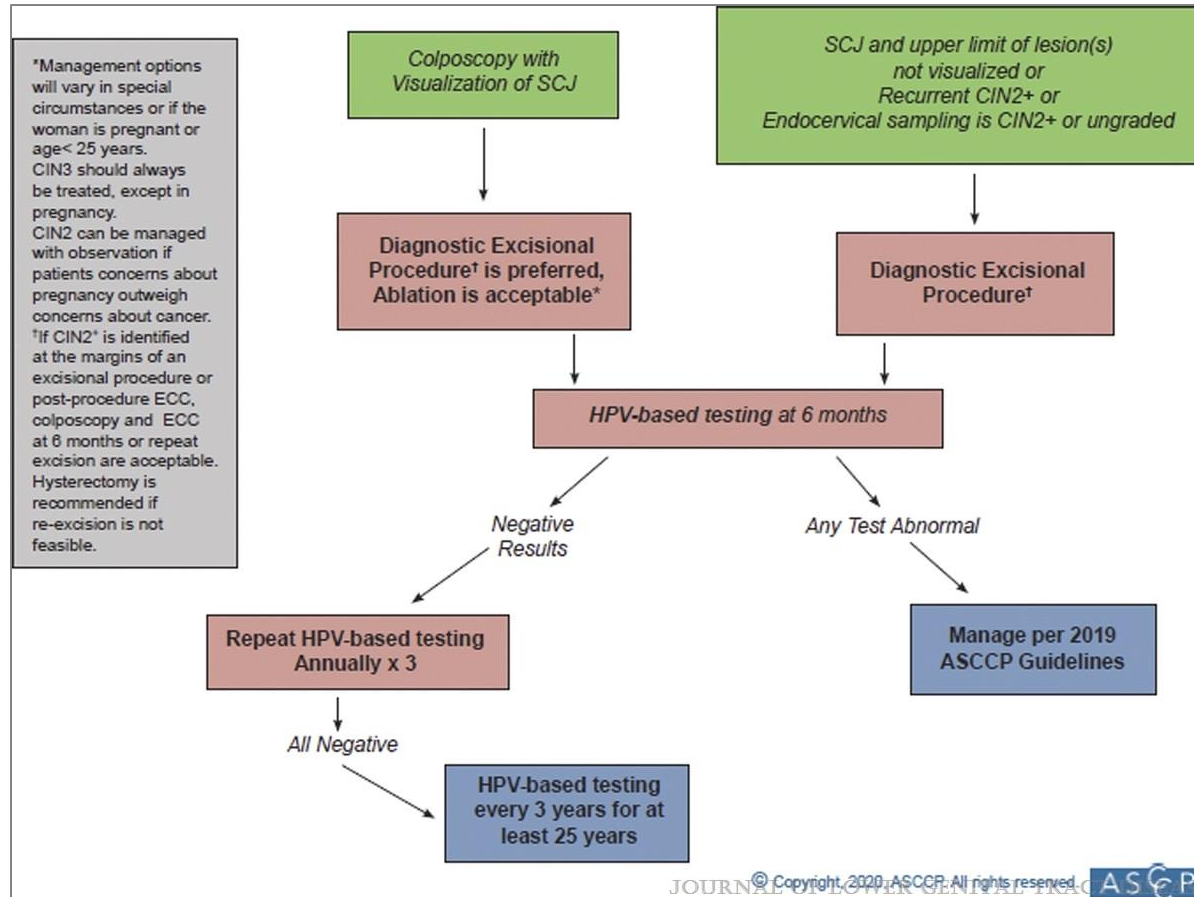 *Management options
will vary in special
circumstances or if the
woman is pregnant or
age< 25 years.
CIN3 should always
be treated, except in
pregnancy.
CIN2 can be managed
with observation if
patients concerns about
pregnancy outweigh
concerns about cancer.
†If CIN2+ is identified
at the margins of an
excisional procedure or
post-procedure ECC,
colposcopy and ECC
at 6 months or repeat
excision are acceptable.
Hysterectomy is
recommended if
re-excision is not
feasible.
Colposcopy with
Visualization of SCJ
SCJ and upper limit of lesion(s)
not visualized or
Recurrent CIN2+ or
Endocervical sampling is CIN2+ or ungraded
Diagnostic Excisional
Procedure† is preferred,
Ablation is acceptable*
Diagnostic Excisional
Procedure†
HPV-based testing at 6 months
Negative
Results
Any Test Abnormal
Repeat HPV-based testing
Annually x 3
Manage per 2019
ASCCP Guidelines
All Negative
HPV-based testing
every 3 years for at
least 25 years
© Copyright, 2020, ASCCP. All rights reserved.
JOURNAL OF LOWER GENITAL TRACT
ASCCP